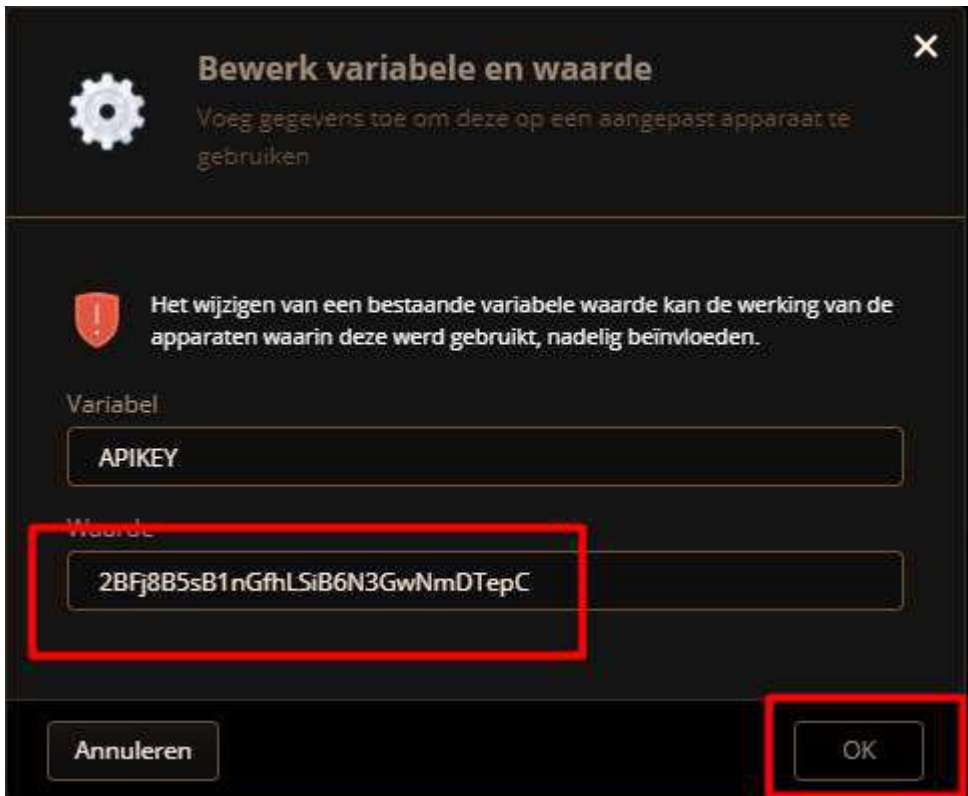 Bewerk variabele en waarde
Voeg gegevens toe om deze op een aangepast apparaat te
gebruiken
Het wijzigen van een bestaande variabele waarde kan de werking van de
apparaten waarin deze werd gebruikt, nadelig beïnvloeden.
Variabel
APIKEY
Waarde
2BFj8B5sB1nGfhLSiB6N3GwNmDTepC
Annuleren
OK